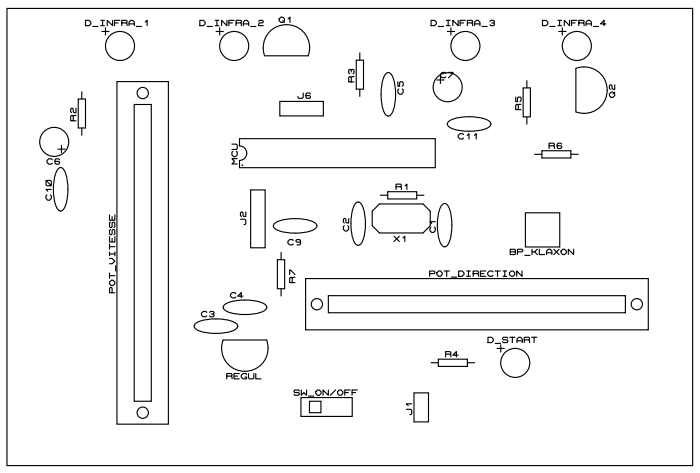 D_INFRA_1
D_INFRA_2
Q1
D_INFRA_3
D_INFRA_4
R3
C5
C7
Q2
R2
J6
R5
C11
MCU
R6
C6
C10
R1
J2
C2
C1
C9
X1
BP_KLAXON
POT_VITESSE
R7
POT_DIRECTION
C4
C3
D_START
R4
REGUL
SW_ON/OFF
J1